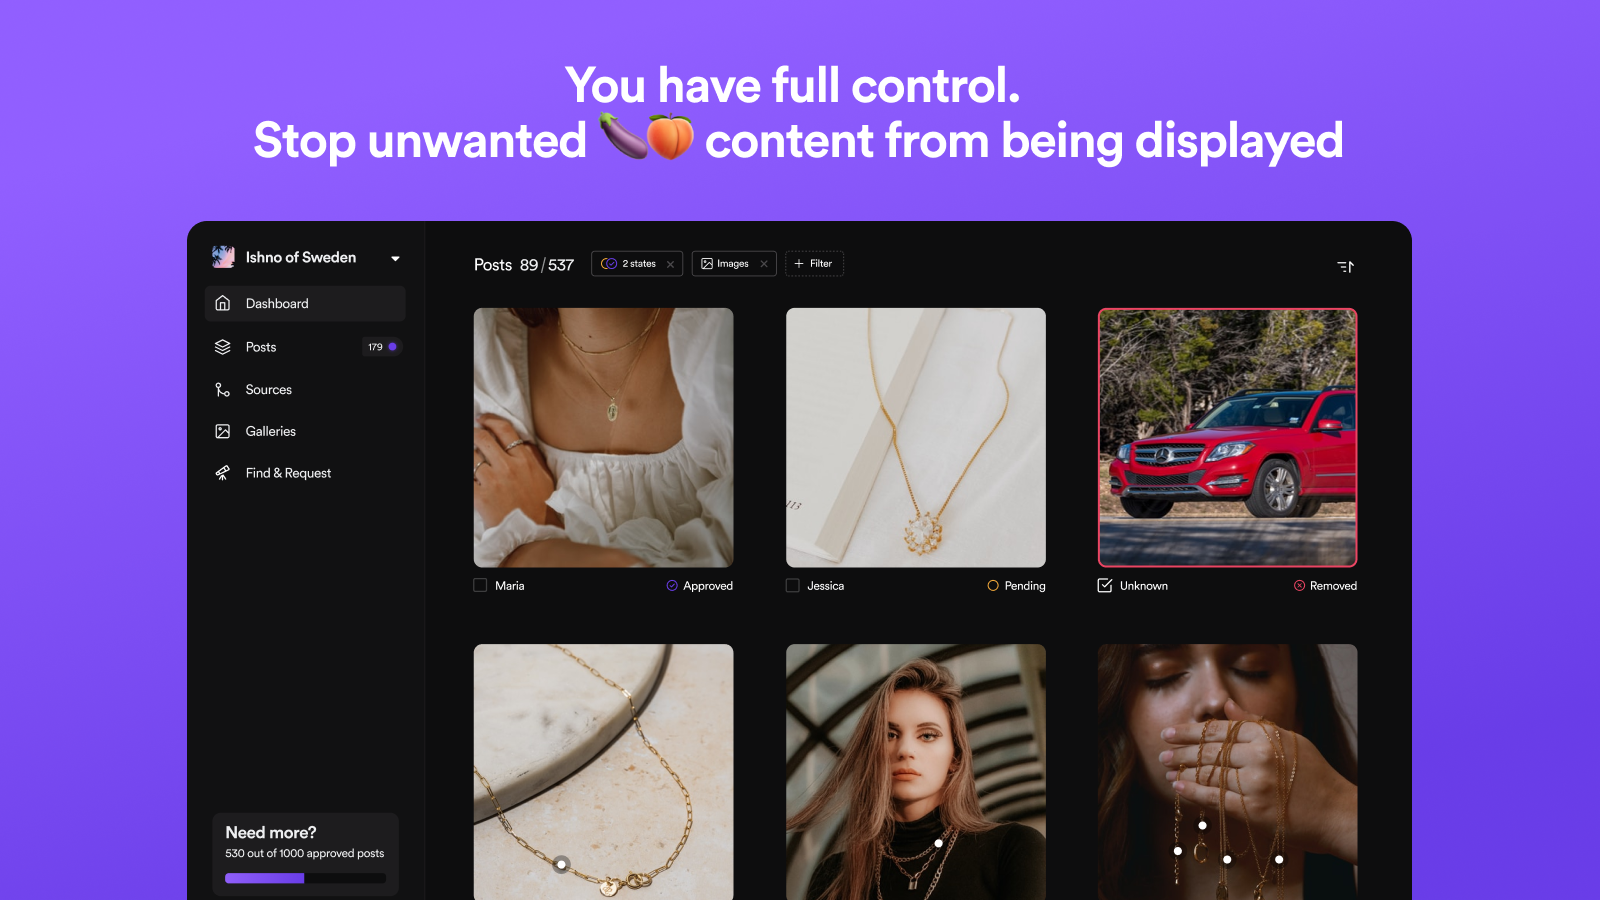 You have full control.
Stop unwanted 🍆🍑 content from being displayed
Ishno of Sweden
Dashboard
Posts 179
Sources
Galleries
Find & Request
Need more?
530 out of 1000 approved posts
Posts 89/537
2 states
Images
Filter
113
Maria
Approved
Jessica
Pending
Unknown
Removed